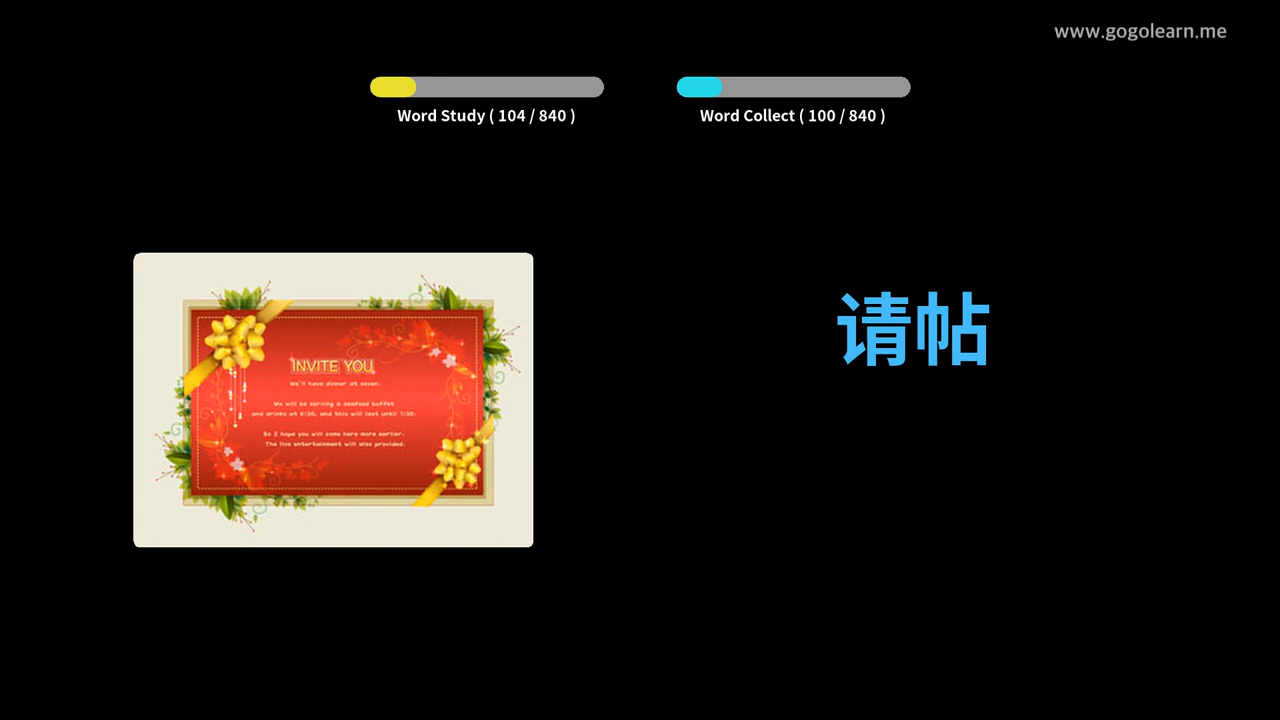 www.gogolearn.me
Word Study ( 104 / 840 )
Word Collect ( 100 / 840 )
INVITE YOU
We'll have dinner at seven.
We will be serving a seafood buffet
and drinks at 6:30, and this will last until 7:30.
So I hope you will come here more earlier.
The live entertainment will also provided.
请帖